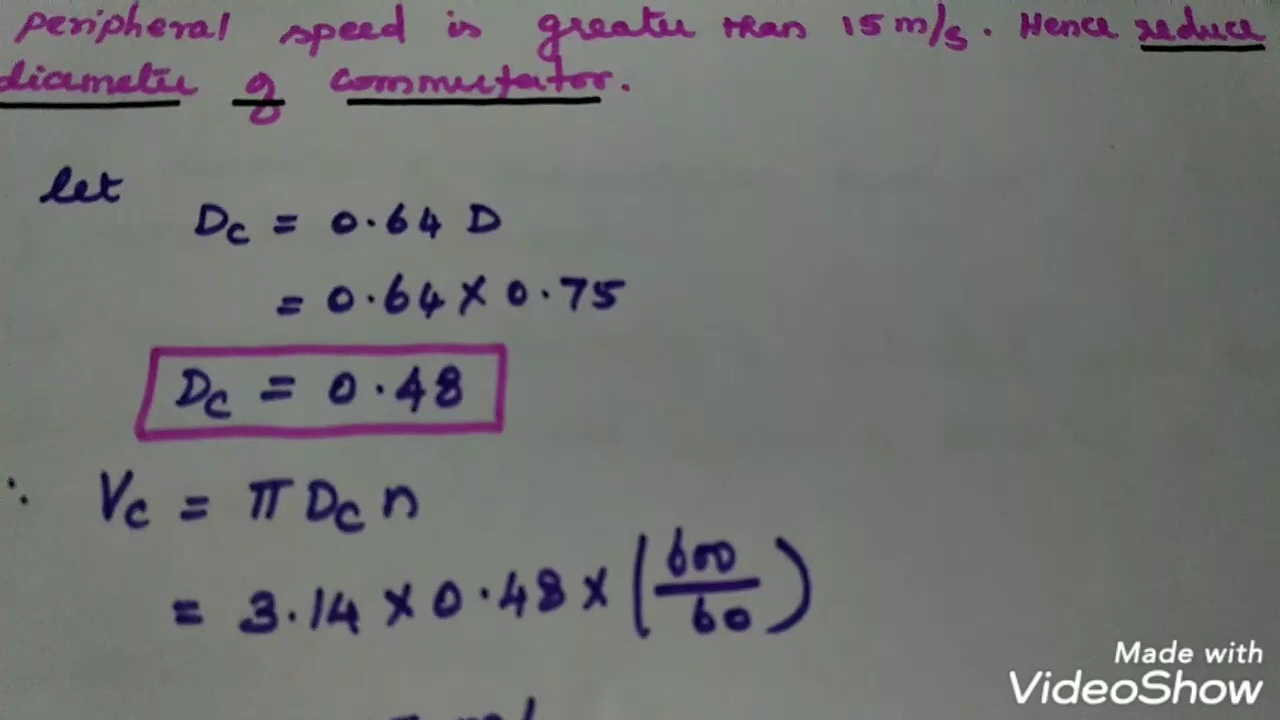 peripheral speed is greater than 15 m/s. Hence reduce
diameter of commutator.
let
Dc = 0.64 D
= 0.64 × 0.75
Dc = 0.48
∴ Vc = π Dc n
= 3.14 × 0.48 × (600/60)
Made with
VideoShow